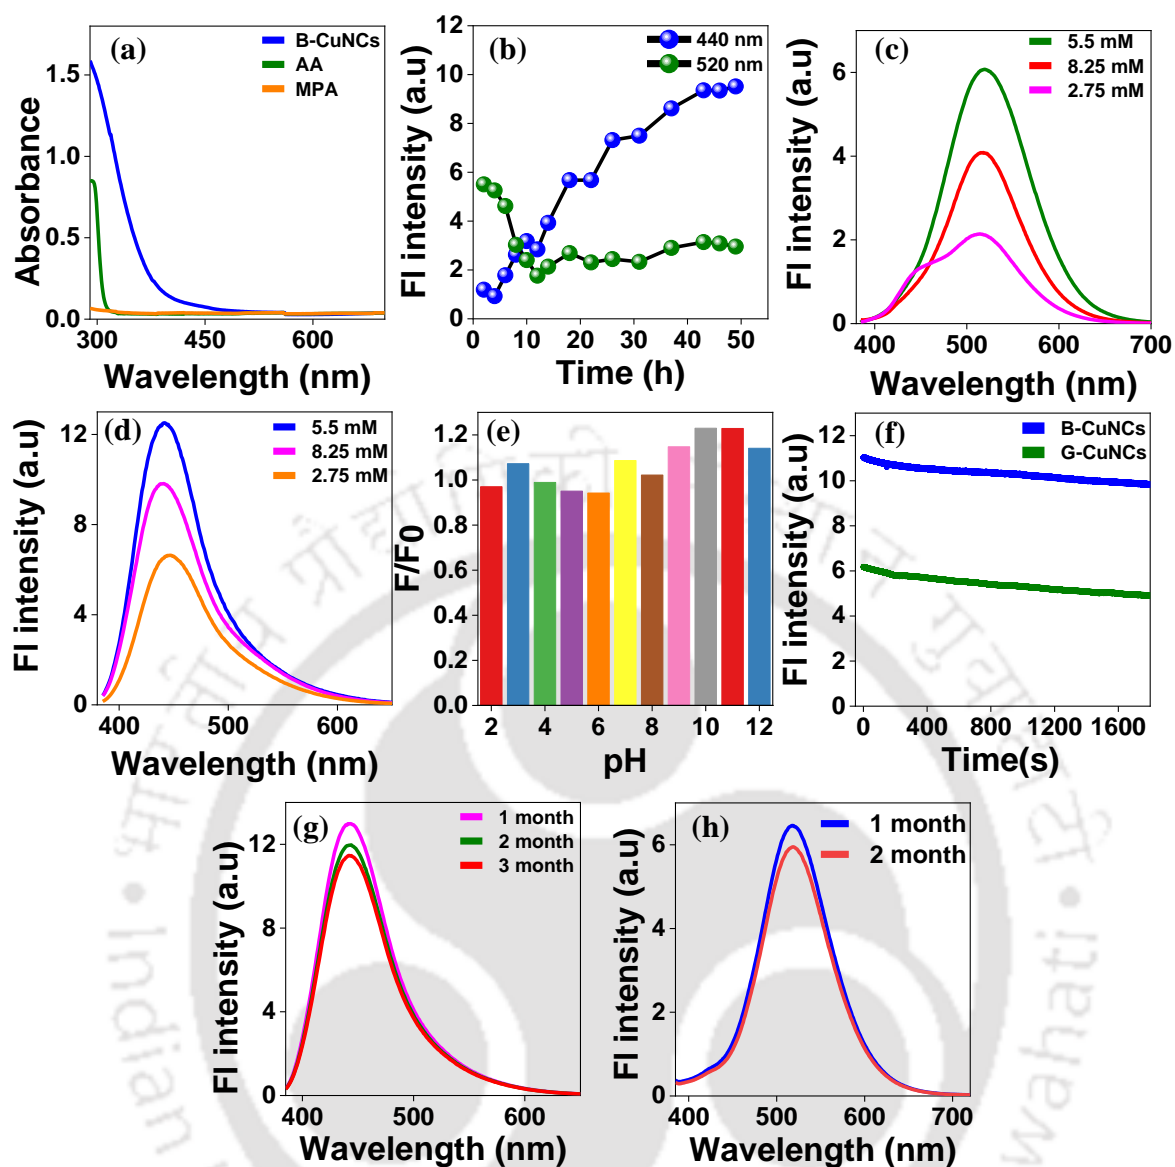 (a)
B-CuNCs
AA
MPA
Absorbance
1.5
1.0
0.5
0.0
300 450 600
Wavelength (nm)
(b)
440 nm
520 nm
FI intensity (a.u)
12
10
8
6
4
2
0
0 10 20 30 40 50
Time (h)
(c)
5.5 mM
8.25 mM
2.75 mM
FI intensity (a.u)
6
4
2
0
400 500 600 700
Wavelength (nm)
(d)
5.5 mM
8.25 mM
2.75 mM
FI intensity (a.u)
12
8
4
0
400 500 600
Wavelength (nm)
(e)
F/F0
1.2
1.0
0.8
0.6
0.4
0.2
0.0
2 4 6 8 10 12
pH
(f)
B-CuNCs
G-CuNCs
FI intensity (a.u)
12
10
8
6
4
2
0
0 400 800 1200 1600
Time(s)
(g)
1 month
2 month
3 month
FI intensity (a.u)
12
8
4
0
400 500 600
Wavelength (nm)
(h)
1 month
2 month
FI intensity (a.u)
6
4
2
0
400 500 600 700
Wavelength (nm)
Indian
wahati